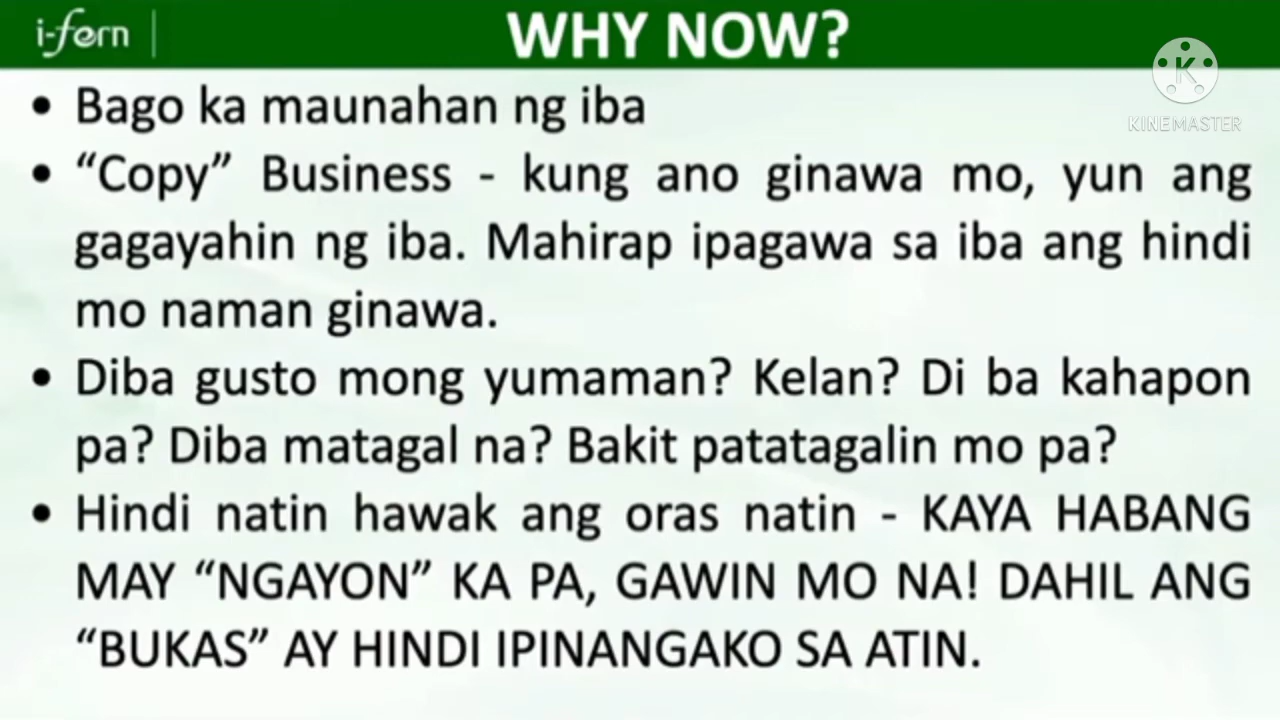 i-fern
WHY NOW?
KINEMASTER
• Bago ka maunahan ng iba
• “Copy” Business - kung ano ginawa mo, yun ang
gagayahin ng iba. Mahirap ipagawa sa iba ang hindi
mo naman ginawa.
• Diba gusto mong yumaman? Kelan? Di ba kahapon
pa? Diba matagal na? Bakit patatagalin mo pa?
• Hindi natin hawak ang oras natin - KAYA HABANG
MAY “NGAYON” KA PA, GAWIN MO NA! DAHIL ANG
“BUKAS” AY HINDI IPINANGAKO SA ATIN.